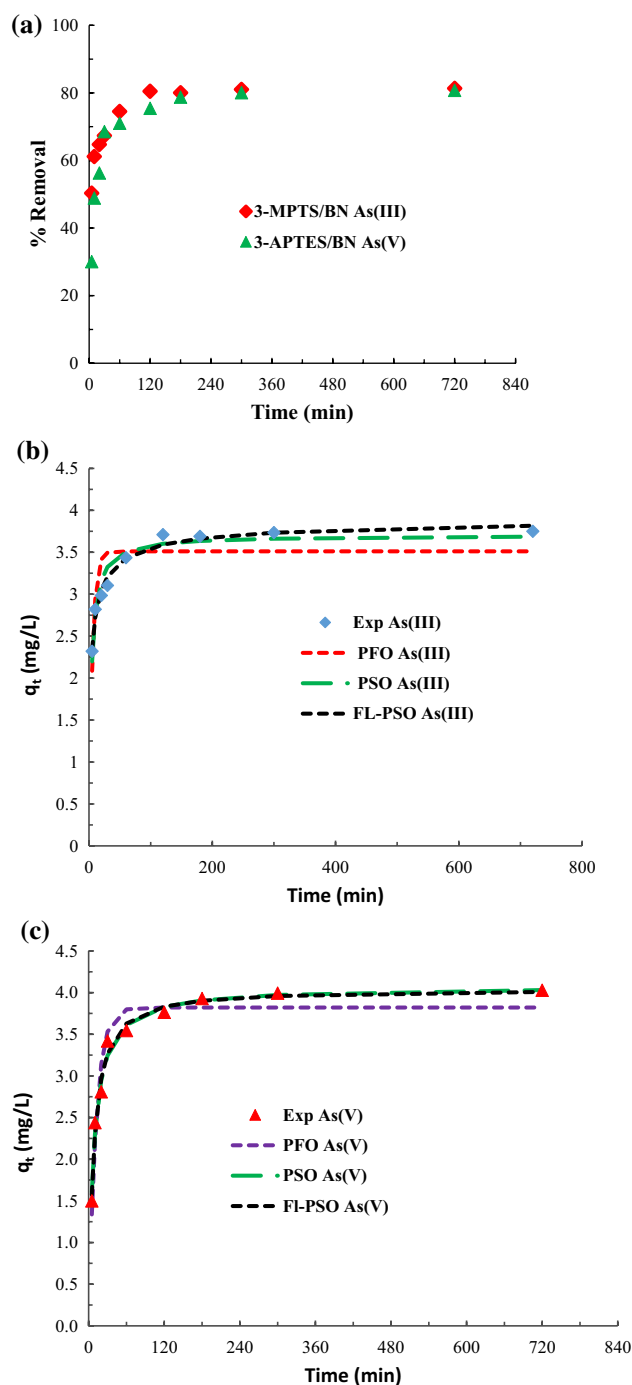 (a)
100
80
60
40
20
0
% Removal
3-MPTS/BN As(III)
3-APTES/BN As(V)
0 120 240 360 480 600 720 840
Time (min)
(b)
4.5
4
3.5
3
2.5
2
1.5
1
0.5
0
qt (mg/L)
Exp As(III)
PFO As(III)
PSO As(III)
FL-PSO As(III)
0 200 400 600 800
Time (min)
(c)
4.5
4.0
3.5
3.0
2.5
2.0
1.5
1.0
0.5
0.0
qt (mg/L)
Exp As(V)
PFO As(V)
PSO As(V)
Fl-PSO As(V)
0 120 240 360 480 600 720 840
Time (min)